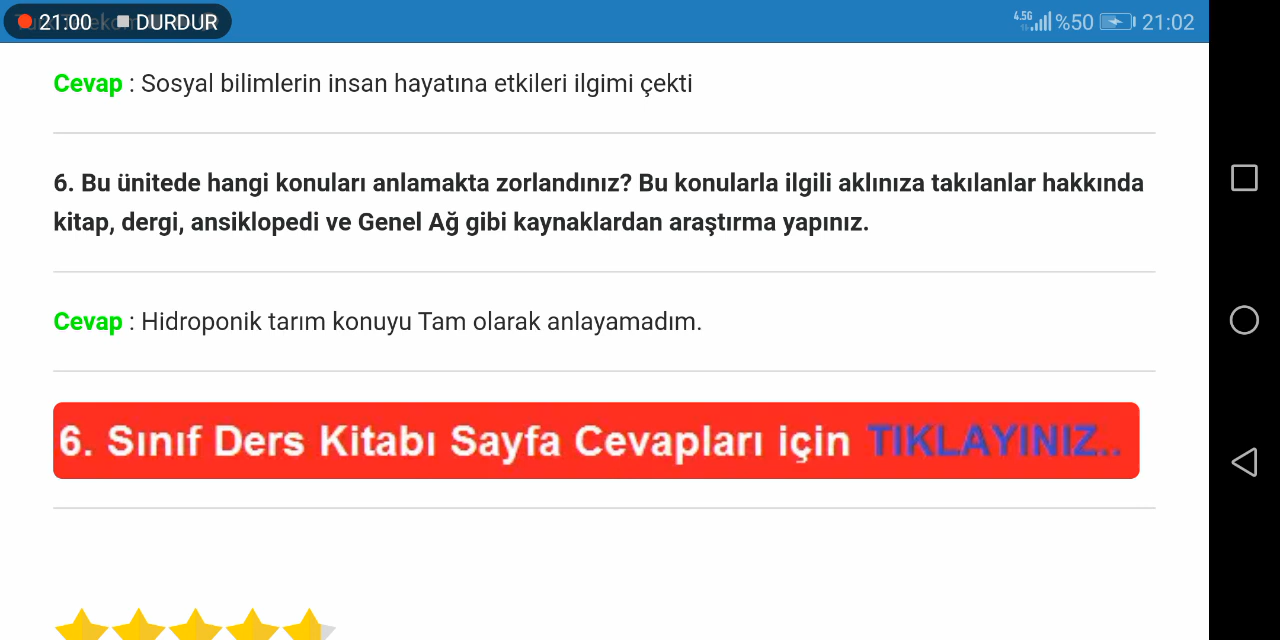 21:00 DURDUR
4.5G %50 21:02
Cevap : Sosyal bilimlerin insan hayatına etkileri ilgimi çekti
6. Bu ünitede hangi konuları anlamakta zorlandınız? Bu konularla ilgili aklınıza takılanlar hakkında
kitap, dergi, ansiklopedi ve Genel Ağ gibi kaynaklardan araştırma yapınız.
Cevap : Hidroponik tarım konuyu Tam olarak anlayamadım.
6. Sınıf Ders Kitabı Sayfa Cevapları için TIKLAYINIZ..